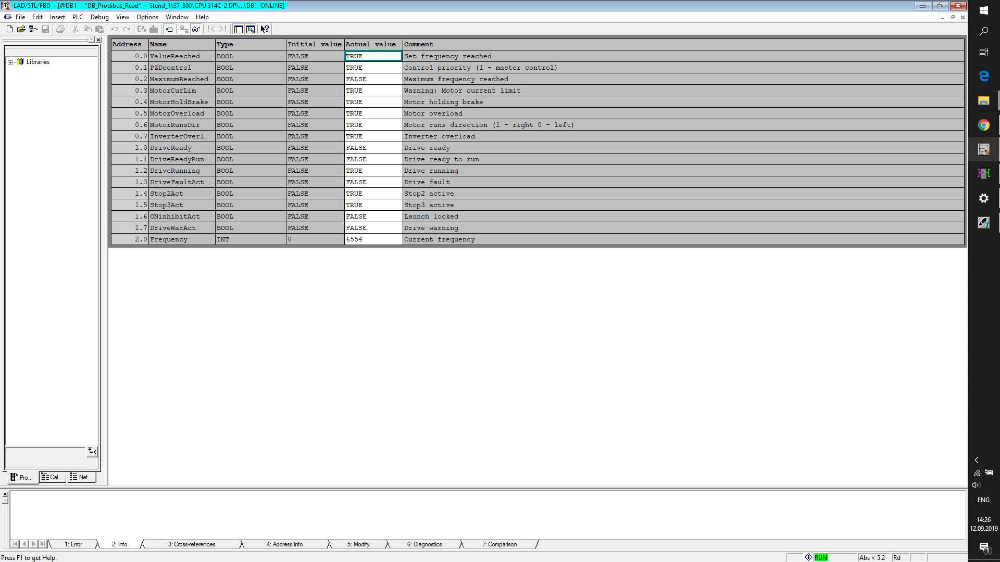 LAD/STL/FBD - [@DB1 -- "DB_Prodibus_Read" -- Stend_1\S7-300\CPU 314C-2 DP\...\DB1 ONLINE]
File Edit Insert PLC Debug View Options Window Help
Libraries
Address Name Type Initial value Actual value Comment
0.0 ValueReached BOOL FALSE TRUE Set frequency reached
0.1 PZDcontrol BOOL FALSE TRUE Control priority (1 - master control)
0.2 MaximumReached BOOL FALSE FALSE Maximum frequency reached
0.3 MotorCurLim BOOL FALSE TRUE Warning: Motor current limit
0.4 MotorHoldBrake BOOL FALSE TRUE Motor holding brake
0.5 MotorOverload BOOL FALSE TRUE Motor overload
0.6 MotorRunsDir BOOL FALSE TRUE Motor runs direction (1 - right 0 - left)
0.7 InverterOverl BOOL FALSE TRUE Inverter overload
1.0 DriveReady BOOL FALSE FALSE Drive ready
1.1 DriveReadyRun BOOL FALSE FALSE Drive ready to run
1.2 DriveRunning BOOL FALSE TRUE Drive running
1.3 DriveFaultAct BOOL FALSE FALSE Drive fault
1.4 Stop2Act BOOL FALSE TRUE Stop2 active
1.5 Stop3Act BOOL FALSE TRUE Stop3 active
1.6 ONinhibitAct BOOL FALSE FALSE Launch locked
1.7 DriveWarAct BOOL FALSE FALSE Drive warning
2.0 Frequency INT 0 6554 Current frequency
Pro... Cal... Net...
1: Error 2: Info 3: Cross-references 4: Address info. 5: Modify 6: Diagnostics 7: Comparison
Press F1 to get Help.
RUN Abs < 5.2 Rd
ENG
14:26
12.09.2019
1